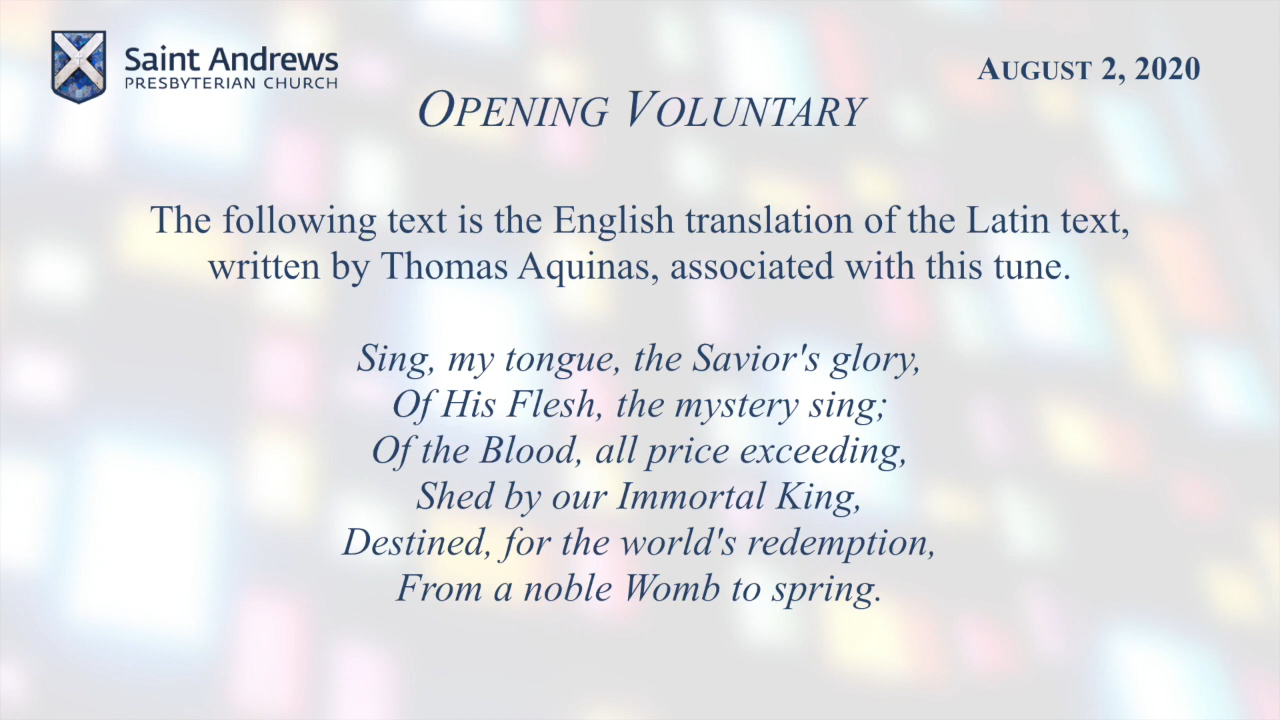 Saint Andrews
PRESBYTERIAN CHURCH
AUGUST 2, 2020
OPENING VOLUNTARY
The following text is the English translation of the Latin text,
written by Thomas Aquinas, associated with this tune.
Sing, my tongue, the Savior's glory,
Of His Flesh, the mystery sing;
Of the Blood, all price exceeding,
Shed by our Immortal King,
Destined, for the world's redemption,
From a noble Womb to spring.